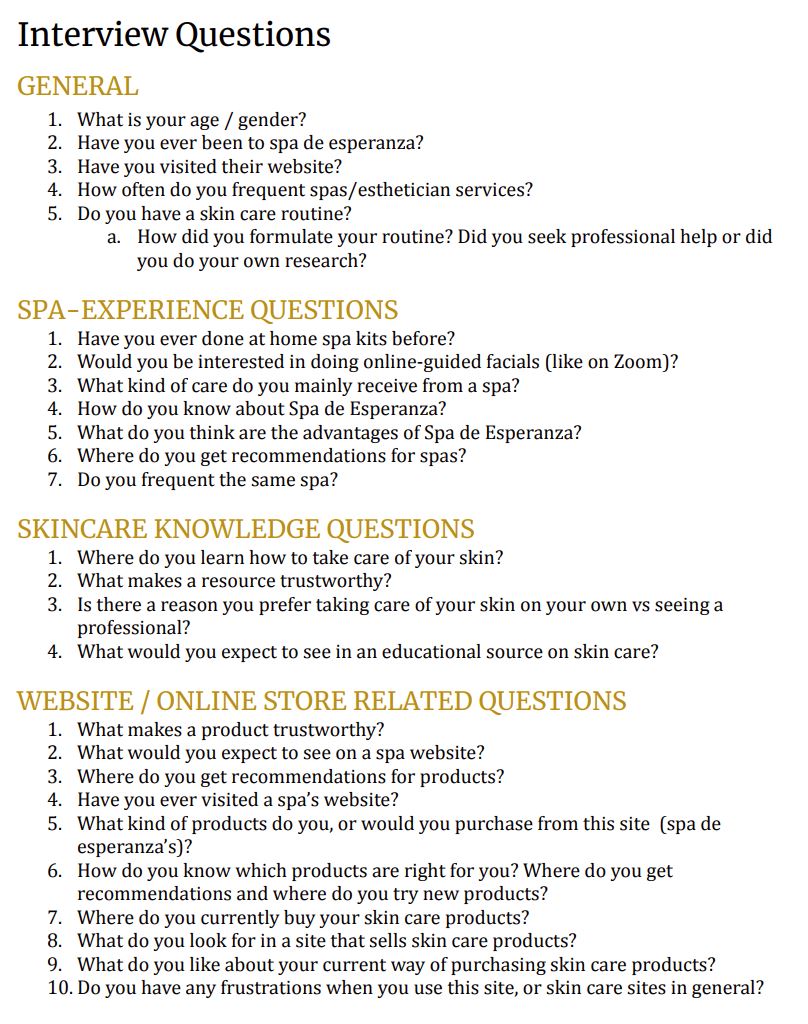 Interview Questions
GENERAL
1. What is your age / gender?
2. Have you ever been to spa de esperanza?
3. Have you visited their website?
4. How often do you frequent spas/esthetician services?
5. Do you have a skin care routine?
a. How did you formulate your routine? Did you seek professional help or did
you do your own research?
SPA-EXPERIENCE QUESTIONS
1. Have you ever done at home spa kits before?
2. Would you be interested in doing online-guided facials (like on Zoom)?
3. What kind of care do you mainly receive from a spa?
4. How do you know about Spa de Esperanza?
5. What do you think are the advantages of Spa de Esperanza?
6. Where do you get recommendations for spas?
7. Do you frequent the same spa?
SKINCARE KNOWLEDGE QUESTIONS
1. Where do you learn how to take care of your skin?
2. What makes a resource trustworthy?
3. Is there a reason you prefer taking care of your skin on your own vs seeing a
professional?
4. What would you expect to see in an educational source on skin care?
WEBSITE / ONLINE STORE RELATED QUESTIONS
1. What makes a product trustworthy?
2. What would you expect to see on a spa website?
3. Where do you get recommendations for products?
4. Have you ever visited a spa's website?
5. What kind of products do you, or would you purchase from this site  (spa de
esperanza's)?
6. How do you know which products are right for you? Where do you get
recommendations and where do you try new products?
7. Where do you currently buy your skin care products?
8. What do you look for in a site that sells skin care products?
9. What do you like about your current way of purchasing skin care products?
10. Do you have any frustrations when you use this site, or skin care sites in general?